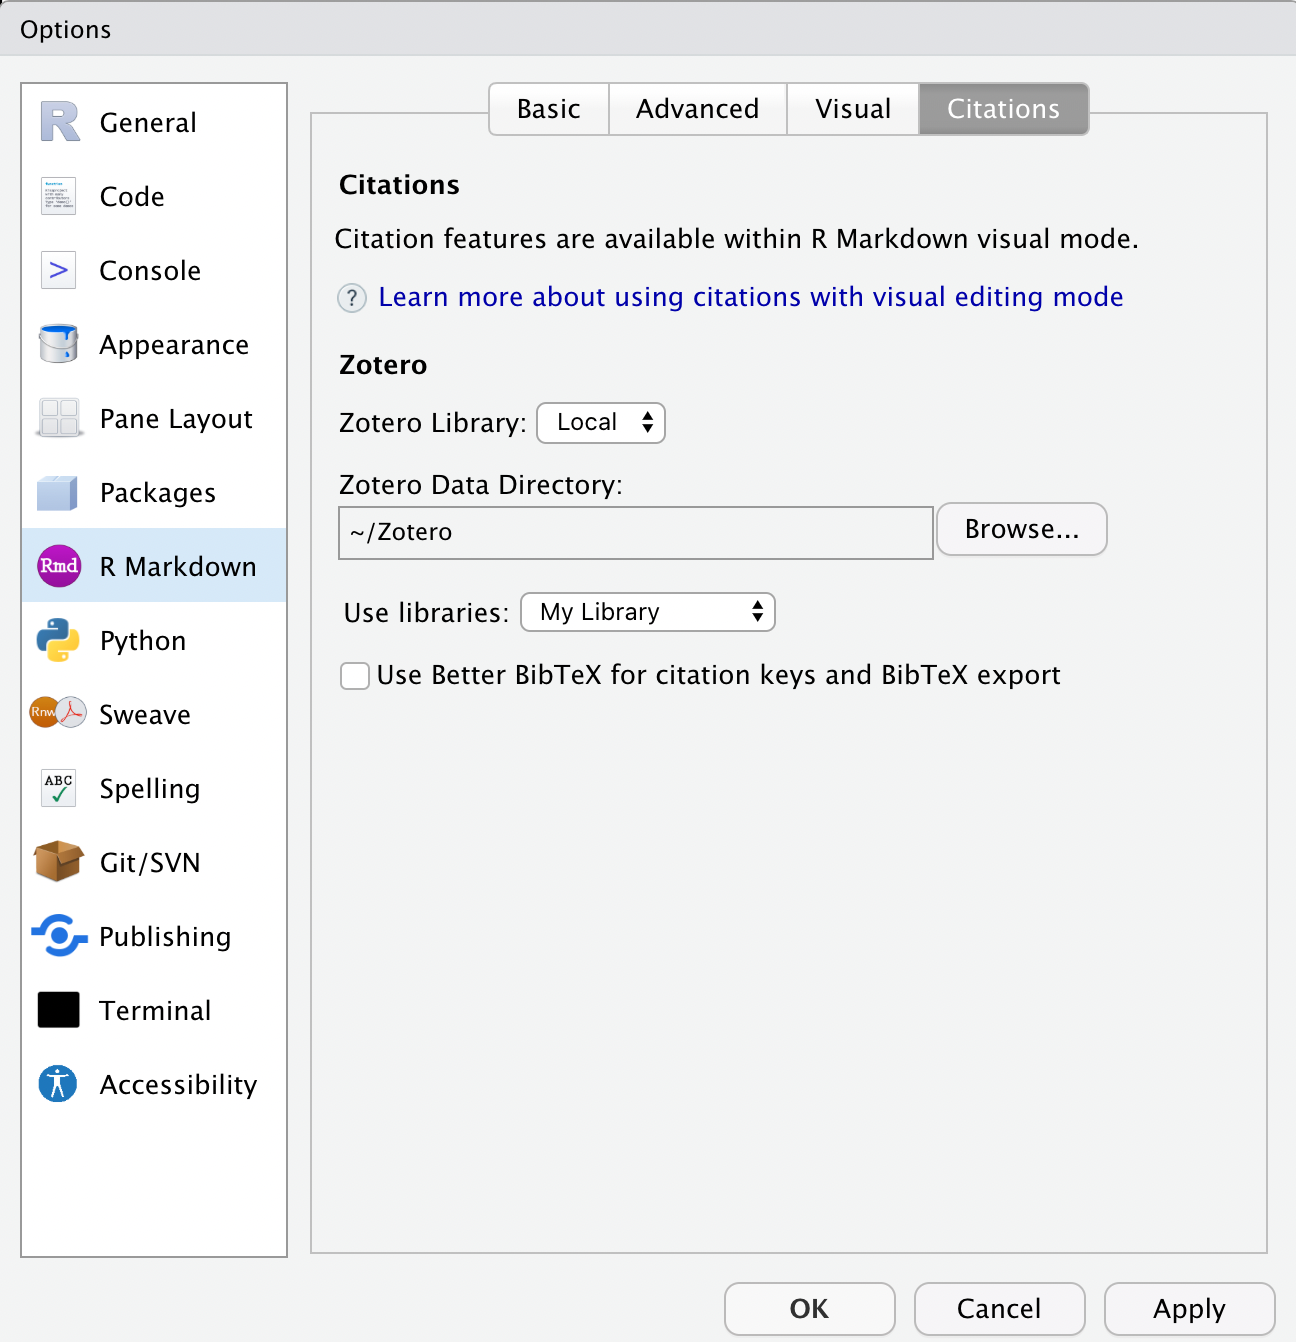 Options
General
Code
Console
Appearance
Pane Layout
Packages
Rmd R Markdown
Python
Rnw Sweave
ABC Spelling
Git/SVN
Publishing
Terminal
Accessibility
Basic Advanced Visual Citations
Citations
Citation features are available within R Markdown visual mode.
? Learn more about using citations with visual editing mode
Zotero
Zotero Library: Local
Zotero Data Directory:
~/Zotero Browse...
Use libraries: My Library
Use Better BibTeX for citation keys and BibTeX export
OK Cancel Apply